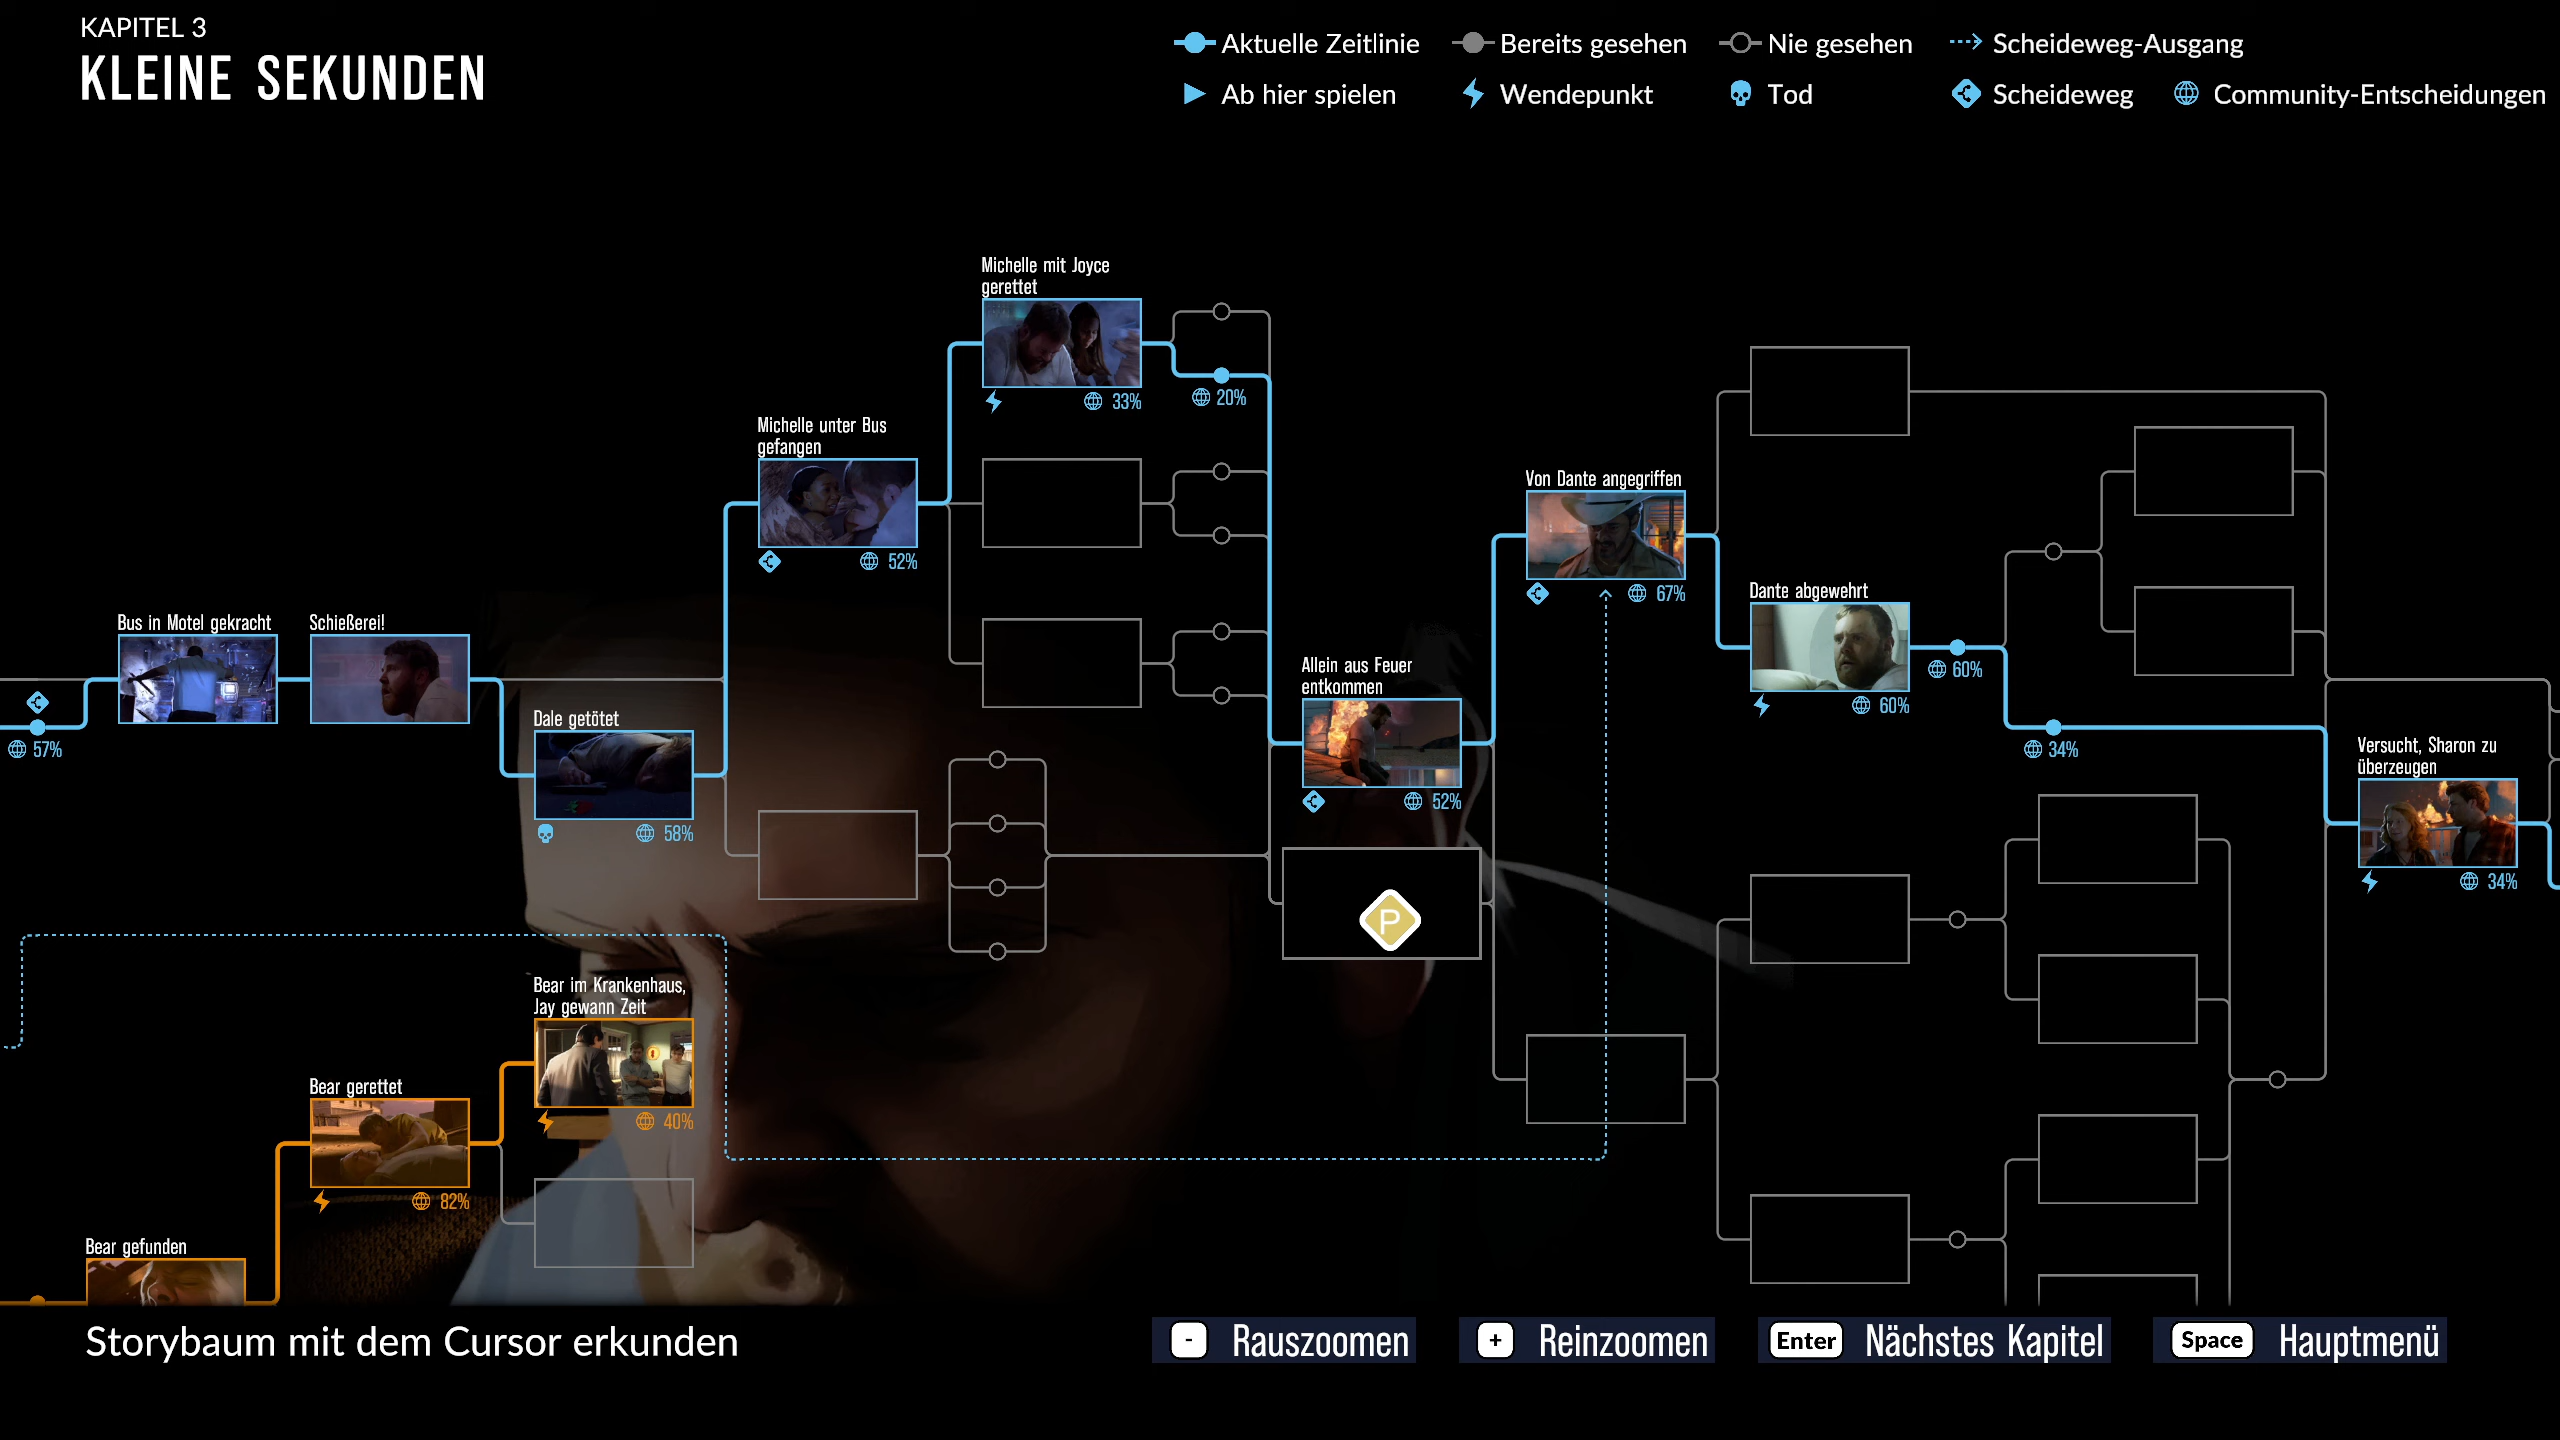 KAPITEL 3
KLEINE SEKUNDEN
Aktuelle Zeitlinie
Bereits gesehen
Nie gesehen
Scheideweg-Ausgang
Ab hier spielen
Wendepunkt
Tod
Scheideweg
Community-Entscheidungen
Michelle mit Joyce
gerettet
33%
20%
Michelle unter Bus
gefangen
52%
Von Dante angegriffen
67%
Dante abgewehrt
60%
60%
34%
Bus in Motel gekracht
Schießerei!
57%
Dale getötet
58%
Allein aus Feuer
entkommen
52%
Versucht, Sharon zu
überzeugen
34%
P
Bear im Krankenhaus,
Jay gewann Zeit
40%
Bear gerettet
82%
Bear gefunden
Storybaum mit dem Cursor erkunden
- Rauszoomen
+ Reinzoomen
Enter Nächstes Kapitel
Space Hauptmenü